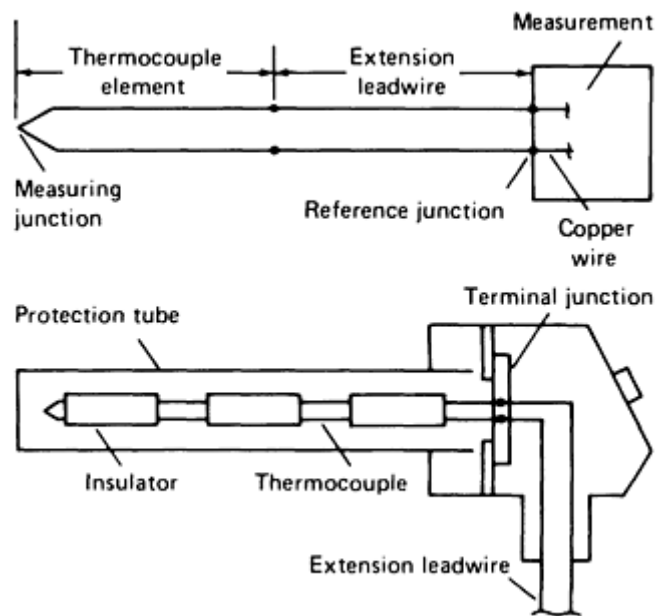 Measurement
Thermocouple
element
Extension
leadwire
Measuring
junction
Reference junction
Copper
wire
Terminal junction
Protection tube
Insulator
Thermocouple
Extension leadwire